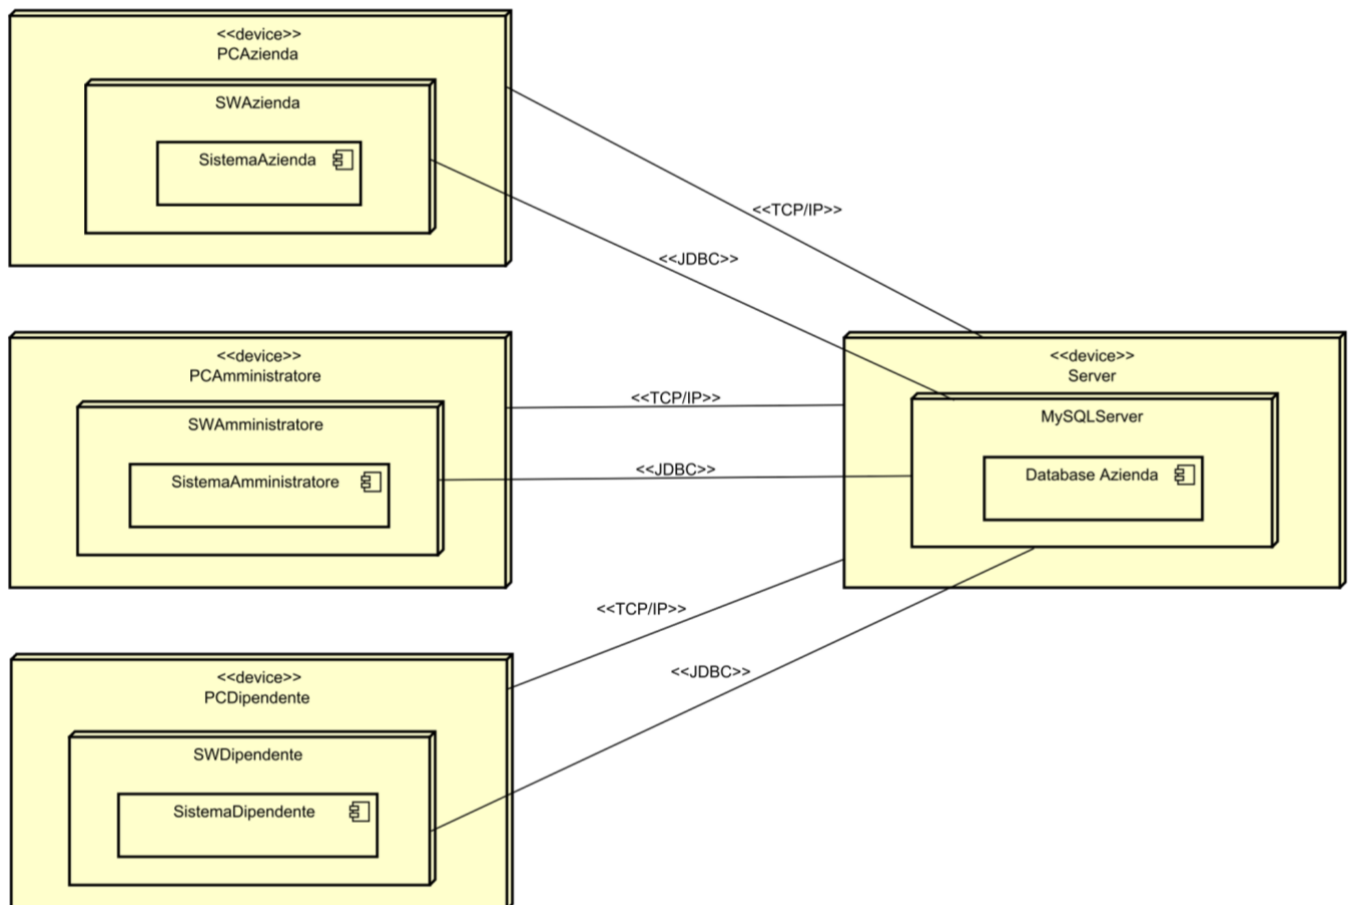 <<device>>
PCAzienda
SWAzienda
SistemaAzienda
<<TCP/IP>>
<<JDBC>>
<<device>>
PCAmministratore
SWAmministratore
SistemaAmministratore
<<TCP/IP>>
<<JDBC>>
<<device>>
Server
MySQLServer
Database Azienda
<<TCP/IP>>
<<JDBC>>
<<device>>
PCDipendente
SWDipendente
SistemaDipendente